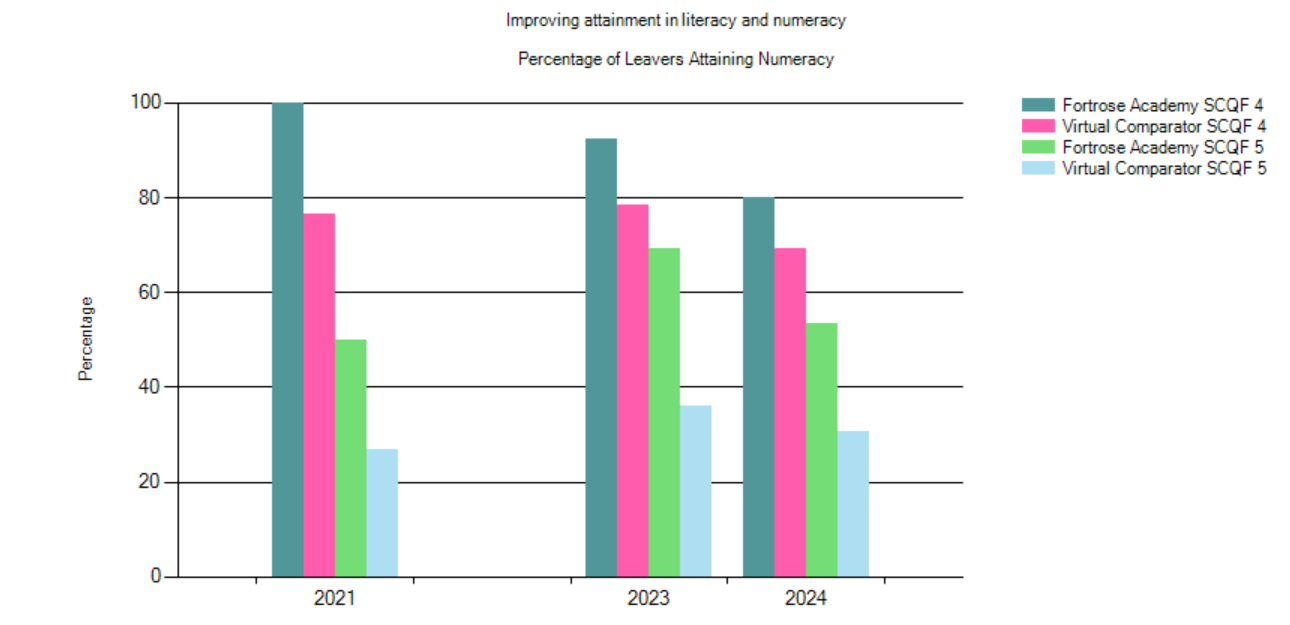 Improving attainment in literacy and numeracy
Percentage of Leavers Attaining Numeracy
Percentage
100
80
60
40
20
0
2021
2023
2024
Fortrose Academy SCQF 4
Virtual Comparator SCQF 4
Fortrose Academy SCQF 5
Virtual Comparator SCQF 5